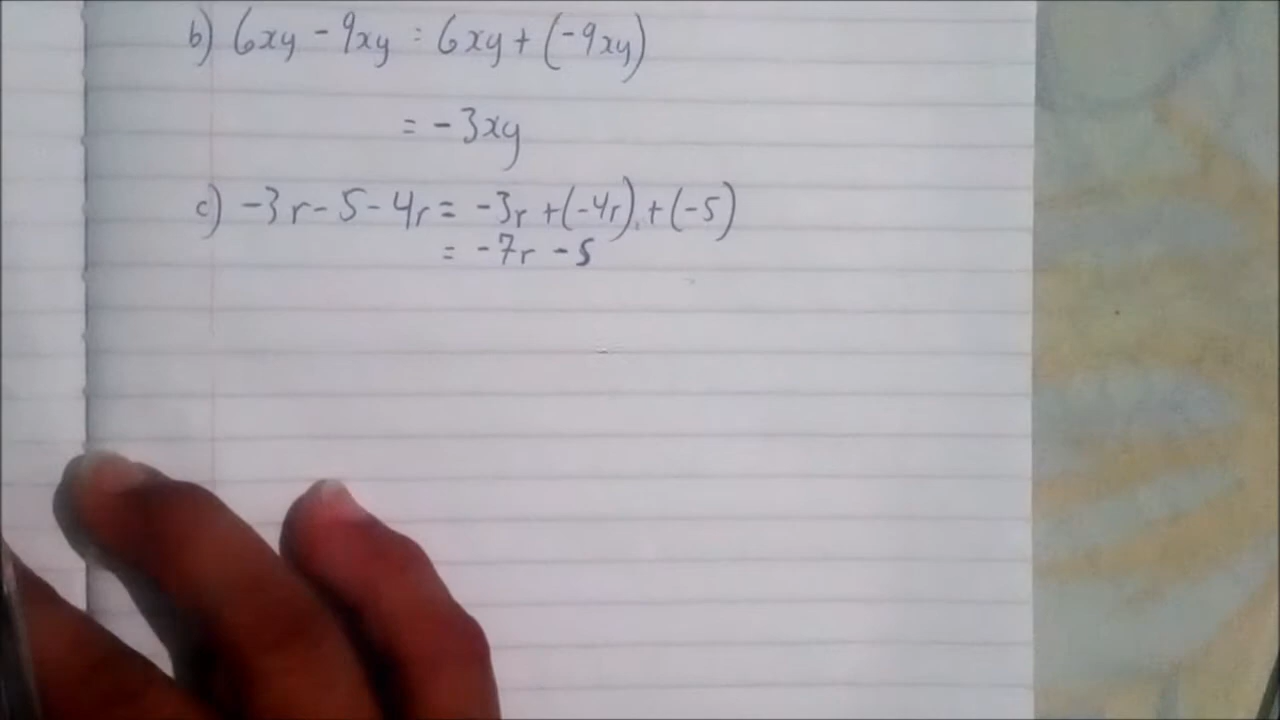 b) 6xy - 9xy = 6xy + (-9xy)
= -3xy
c) -3r - 5 - 4r = -3r + (-4r) + (-5)
= -7r - 5